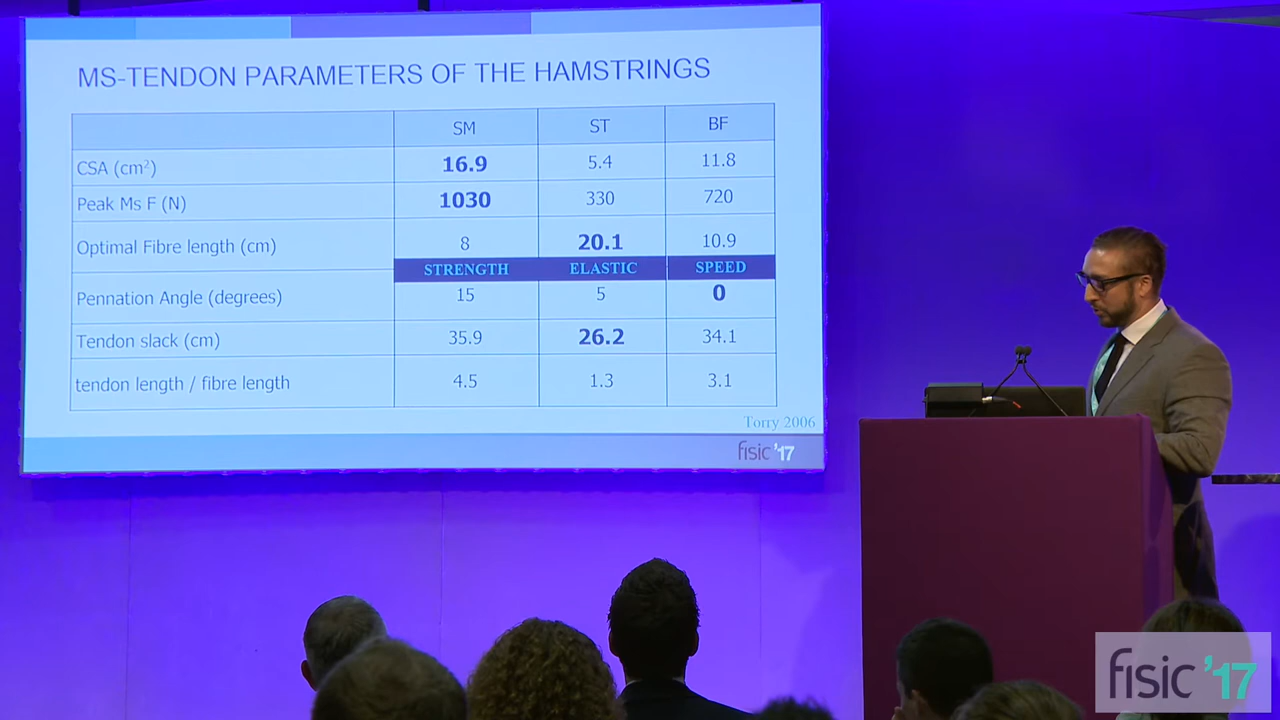 MS-TENDON PARAMETERS OF THE HAMSTRINGS
SM ST BF
CSA (cm²) 16.9 5.4 11.8
Peak Ms F (N) 1030 330 720
Optimal Fibre length (cm) 8 20.1 10.9
STRENGTH ELASTIC SPEED
Pennation Angle (degrees) 15 5 0
Tendon slack (cm) 35.9 26.2 34.1
tendon length / fibre length 4.5 1.3 3.1
Torry 2006
fisic '17
fisic '17